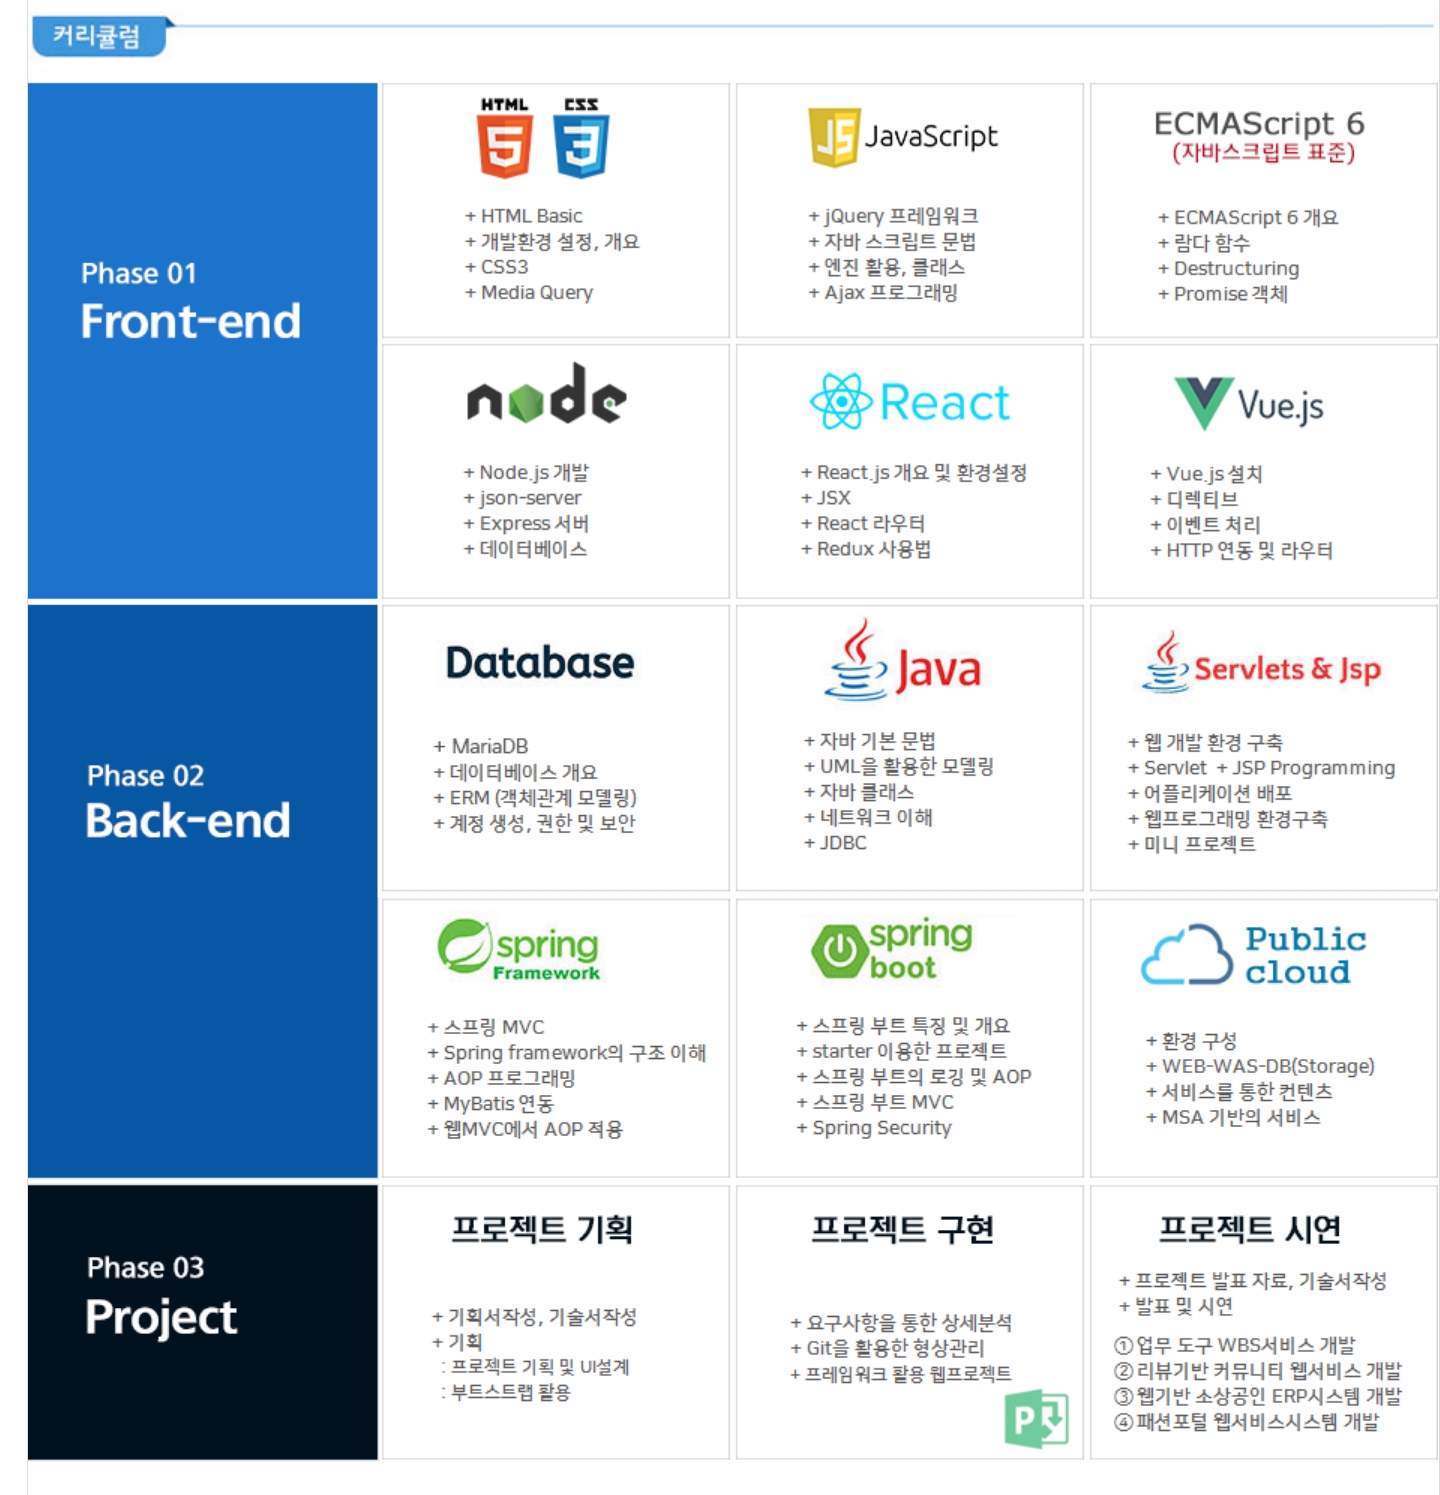 커리큘럼
Phase 01
Front-end
HTML CSS
5 3
+ HTML Basic
+ 개발환경 설정, 개요
+ CSS3
+ Media Query
JS JavaScript
+ jQuery 프레임워크
+ 자바 스크립트 문법
+ 엔진 활용, 클래스
+ Ajax 프로그래밍
ECMAScript 6
(자바스크립트 표준)
+ ECMAScript 6 개요
+ 람다 함수
+ Destructuring
+ Promise 객체
node
+ Node.js 개발
+ json-server
+ Express 서버
+ 데이터베이스
React
+ React.js 개요 및 환경설정
+ JSX
+ React 라우터
+ Redux 사용법
Vue.js
+ Vue.js 설치
+ 디렉티브
+ 이벤트 처리
+ HTTP 연동 및 라우터
Phase 02
Back-end
Database
+ MariaDB
+ 데이터베이스 개요
+ ERM (객체관계 모델링)
+ 계정 생성, 권한 및 보안
Java
+ 자바 기본 문법
+ UML을 활용한 모델링
+ 자바 클래스
+ 네트워크 이해
+ JDBC
Servlets & Jsp
+ 웹 개발 환경 구축
+ Servlet + JSP Programming
+ 어플리케이션 배포
+ 웹프로그래밍 환경구축
+ 미니 프로젝트
spring
Framework
+ 스프링 MVC
+ Spring framework의 구조 이해
+ AOP 프로그래밍
+ MyBatis 연동
+ 웹MVC에서 AOP 적용
spring
boot
+ 스프링 부트 특징 및 개요
+ starter 이용한 프로젝트
+ 스프링 부트의 로깅 및 AOP
+ 스프링 부트 MVC
+ Spring Security
Public
cloud
+ 환경 구성
+ WEB-WAS-DB(Storage)
+ 서비스를 통한 컨텐츠
+ MSA 기반의 서비스
Phase 03
Project
프로젝트 기획
+ 기획서작성, 기술서작성
+ 기획
: 프로젝트 기획 및 UI설계
: 부트스트랩 활용
프로젝트 구현
+ 요구사항을 통한 상세분석
+ Git을 활용한 형상관리
+ 프레임워크 활용 웹프로젝트
P
프로젝트 시연
+ 프로젝트 발표 자료, 기술서작성
+ 발표 및 시연
① 업무 도구 WBS서비스 개발
② 리뷰기반 커뮤니티 웹서비스 개발
③ 웹기반 소상공인 ERP시스템 개발
④ 패션포털 웹서비스시스템 개발